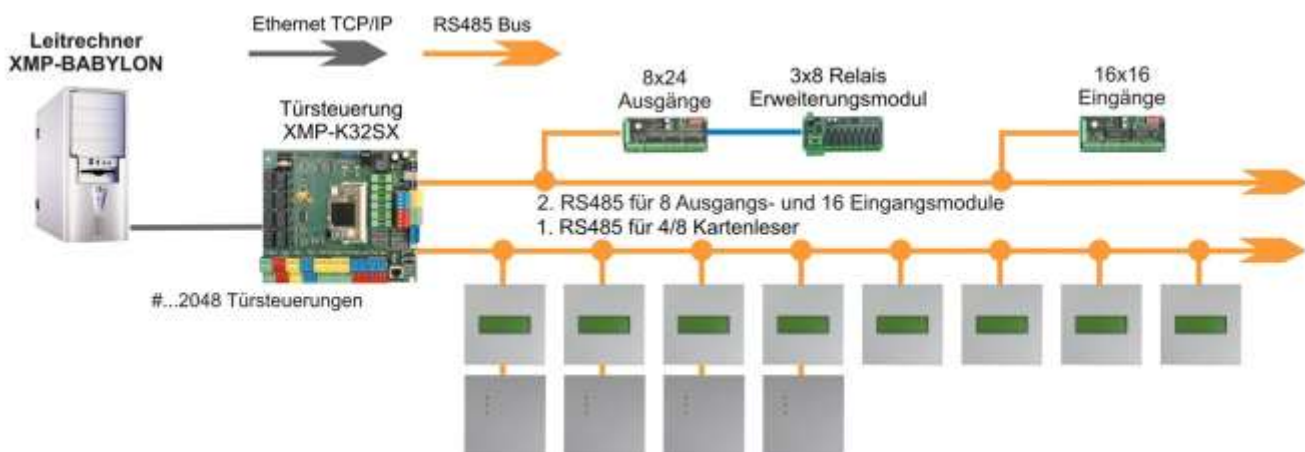 Leitrechner
XMP-BABYLON
Ethernet TCP/IP
RS485 Bus
Türsteuerung
XMP-K32SX
8x24
Ausgänge
3x8 Relais
Erweiterungsmodul
16x16
Eingänge
2. RS485 für 8 Ausgangs- und 16 Eingangsmodule
1. RS485 für 4/8 Kartenleser
#...2048 Türsteuerungen